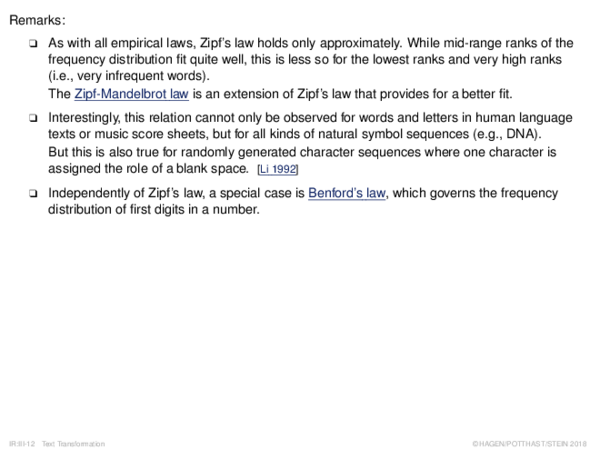 Remarks:
❑ As with all empirical laws, Zipf's law holds only approximately. While mid-range ranks of the
frequency distribution fit quite well, this is less so for the lowest ranks and very high ranks
(i.e., very infrequent words).
The Zipf-Mandelbrot law is an extension of Zipf's law that provides for a better fit.
❑ Interestingly, this relation cannot only be observed for words and letters in human language
texts or music score sheets, but for all kinds of natural symbol sequences (e.g., DNA).
But this is also true for randomly generated character sequences where one character is
assigned the role of a blank space. [Li 1992]
❑ Independently of Zipf's law, a special case is Benford's law, which governs the frequency
distribution of first digits in a number.
IR:III-12 Text Transformation ©HAGEN/POTTHAST/STEIN 2018